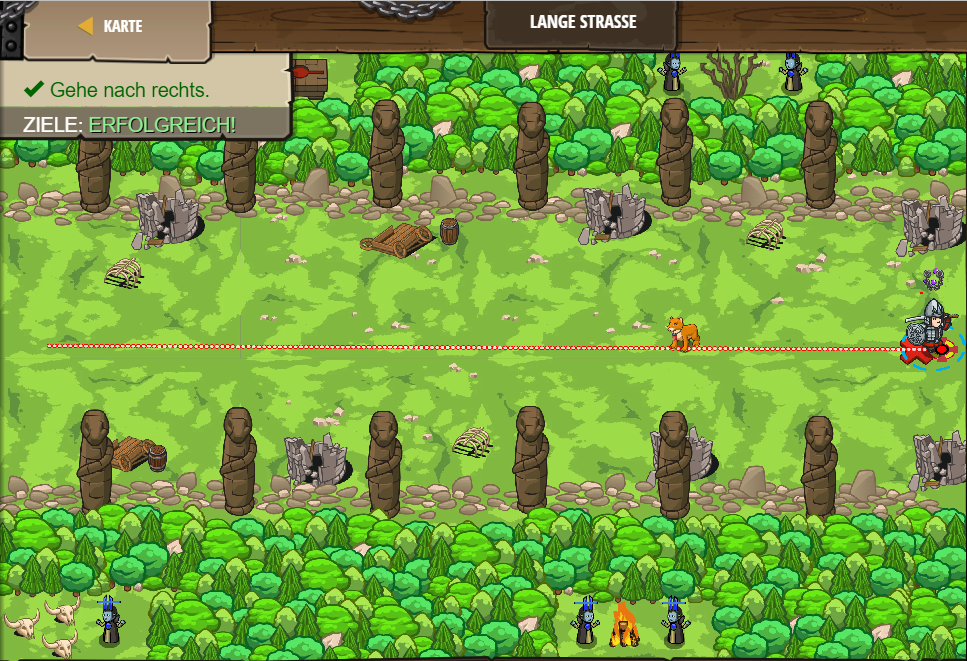 KARTE
LANGE STRASSE
Gehe nach rechts.
ZIELE: ERFOLGREICH!